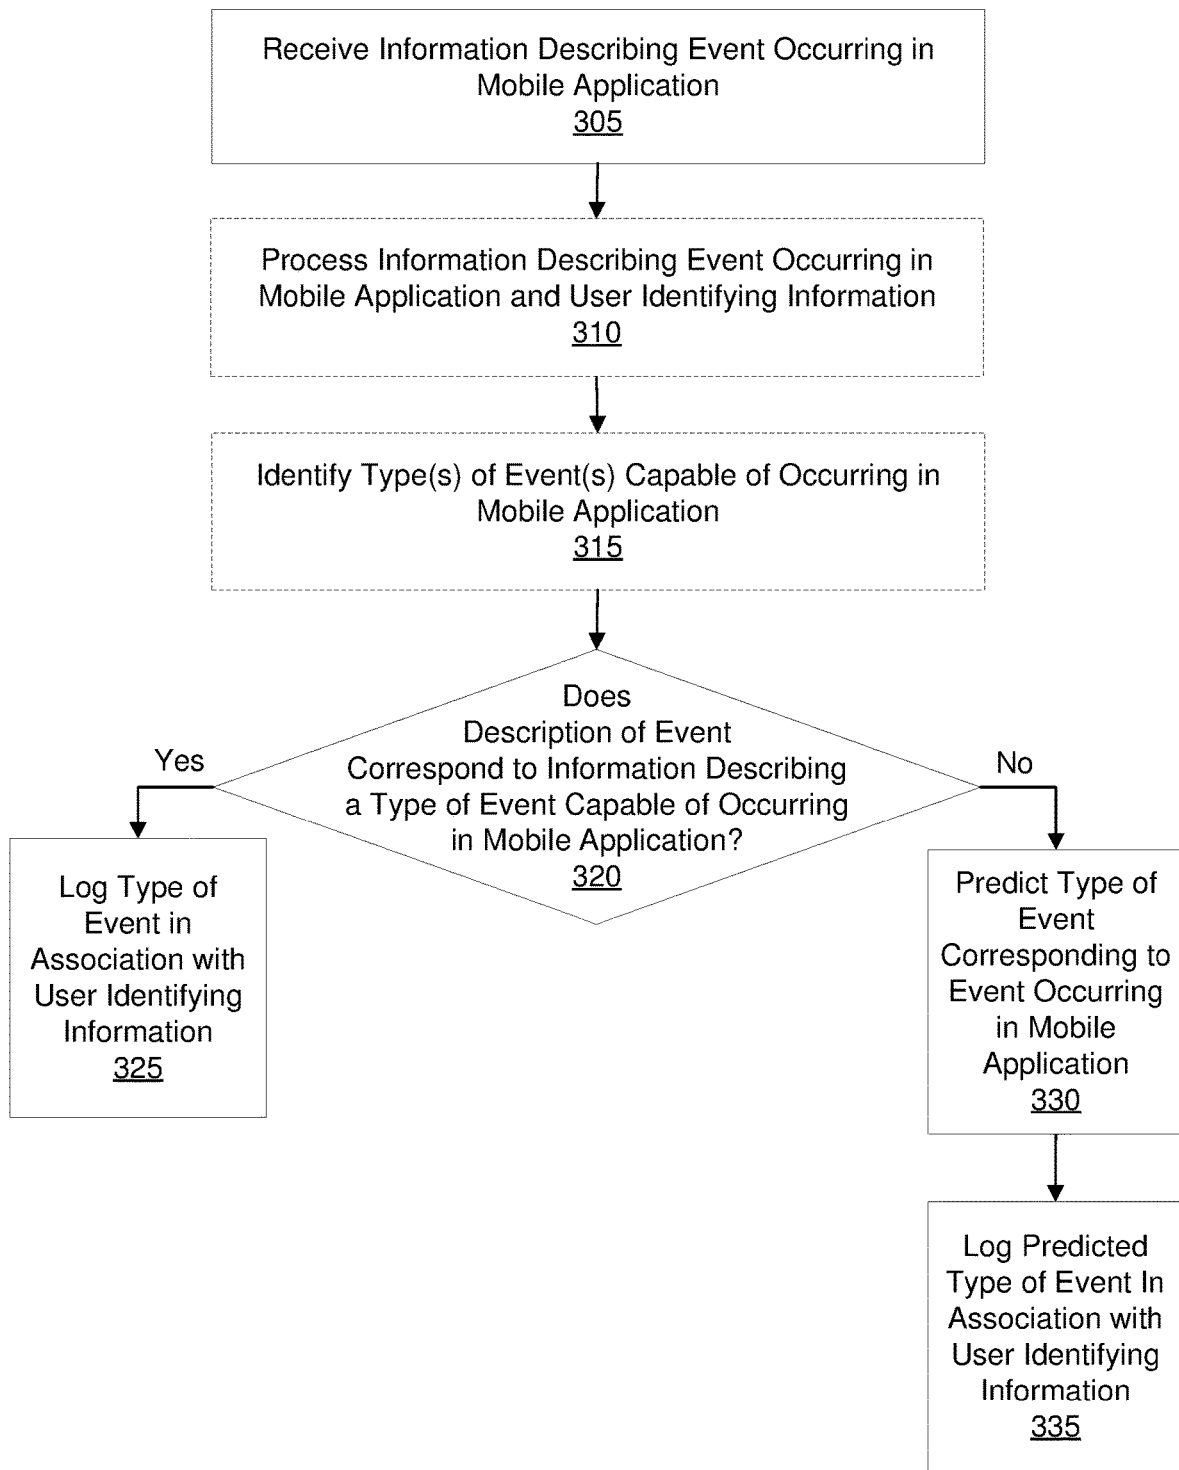 Receive Information Describing Event Occurring in
Mobile Application
305
Process Information Describing Event Occurring in
Mobile Application and User Identifying Information
310
Identify Type(s) of Event(s) Capable of Occurring in
Mobile Application
315
Does
Description of Event
Correspond to Information Describing
a Type of Event Capable of Occurring
in Mobile Application?
320
Yes
No
Log Type of
Event in
Association with
User Identifying
Information
325
Predict Type of
Event
Corresponding to
Event Occurring
in Mobile
Application
330
Log Predicted
Type of Event In
Association with
User Identifying
Information
335